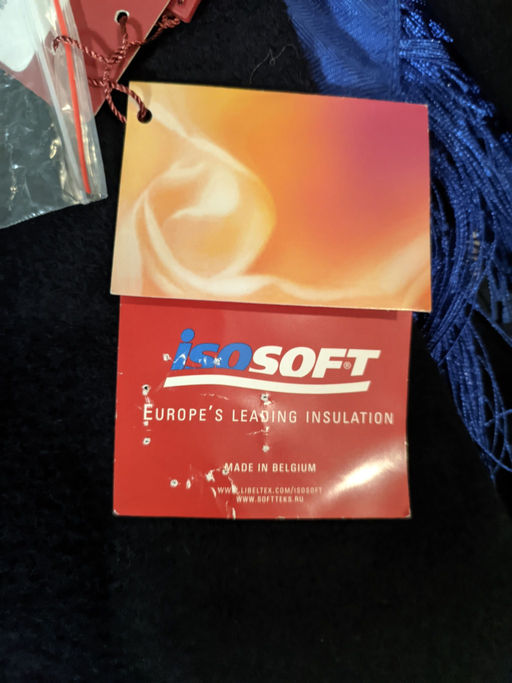 isosoft®
EUROPE'S LEADING INSULATION
MADE IN BELGIUM
WWW.LIBELTEX.COM/ISOSOFT
WWW.SOFTTEKS.RU